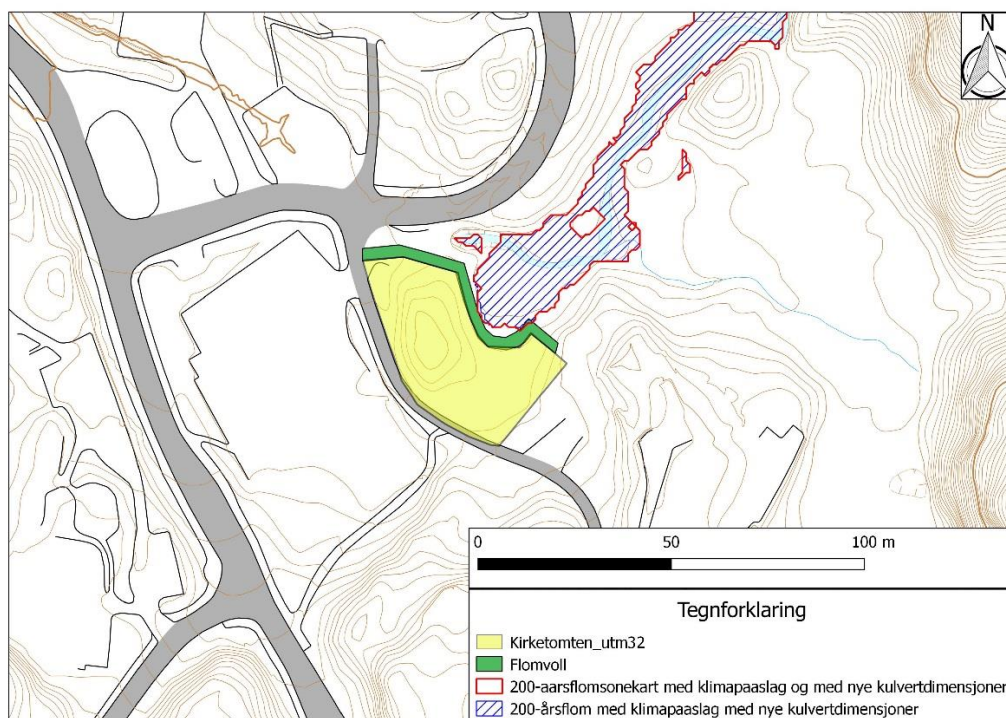 N
0 50 100 m
Tegnforklaring
Kirketomten_utm32
Flomvoll
200-aarsflomsonekart med klimapaaslag og med nye kulvertdimensjoner
200-årsflom med klimapaaslag med nye kulvertdimensjoner